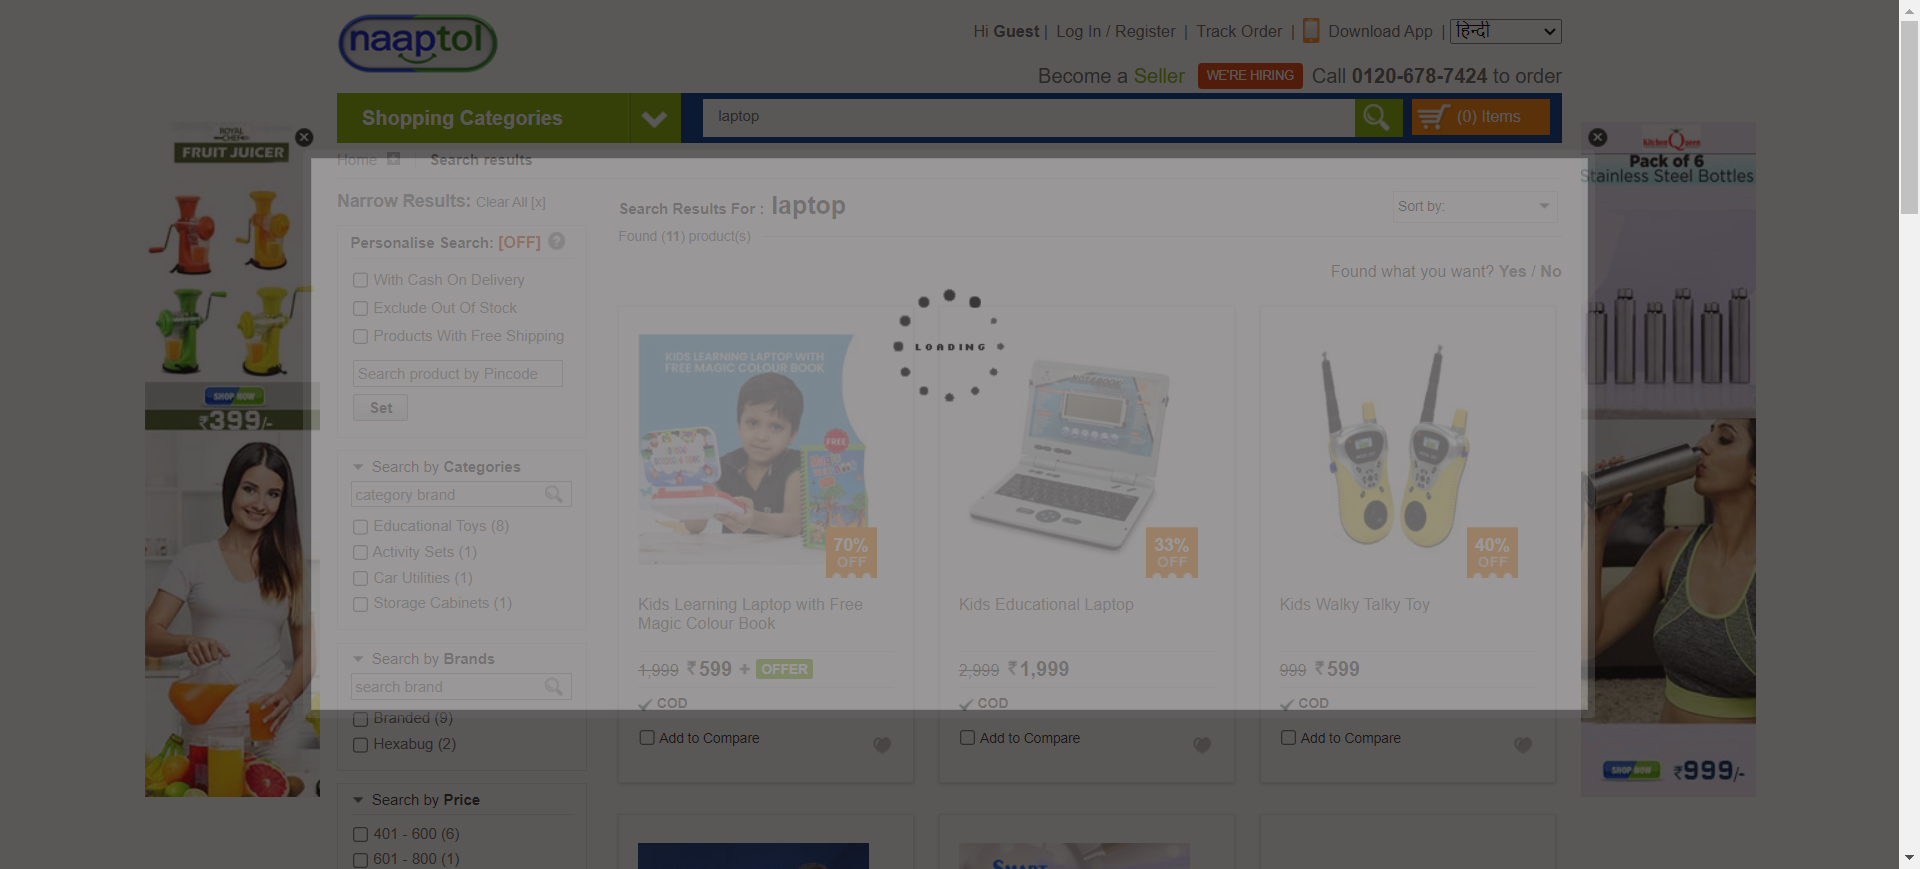 naaptol
Hi Guest | Log In / Register | Track Order | Download App | हिन्दी
Become a Seller WE'RE HIRING Call 0120-678-7424 to order
Shopping Categories
laptop
(0) Items
ROYAL CHEF
FRUIT JUICER
SHOP NOW
₹399/-
Kitchen Queen
Pack of 6
Stainless Steel Bottles
SHOP NOW
₹999/-
Home Search results
Narrow Results: Clear All [x]
Personalise Search: [OFF] ?
With Cash On Delivery
Exclude Out Of Stock
Products With Free Shipping
Search product by Pincode
Set
Search by Categories
category brand
Educational Toys (8)
Activity Sets (1)
Car Utilities (1)
Storage Cabinets (1)
Search by Brands
search brand
Branded (9)
Hexabug (2)
Search by Price
401 - 600 (6)
601 - 800 (1)
Search Results For : laptop
Sort by:
Found (11) product(s)
Found what you want? Yes / No
LOADING
KIDS LEARNING LAPTOP WITH
FREE MAGIC COLOUR BOOK
FREE
70%
OFF
Kids Learning Laptop with Free
Magic Colour Book
1,999 ₹599 + OFFER
COD
Add to Compare
NOTEBOOK
33%
OFF
Kids Educational Laptop
2,999 ₹1,999
COD
Add to Compare
40%
OFF
Kids Walky Talky Toy
999 ₹599
COD
Add to Compare
SMART